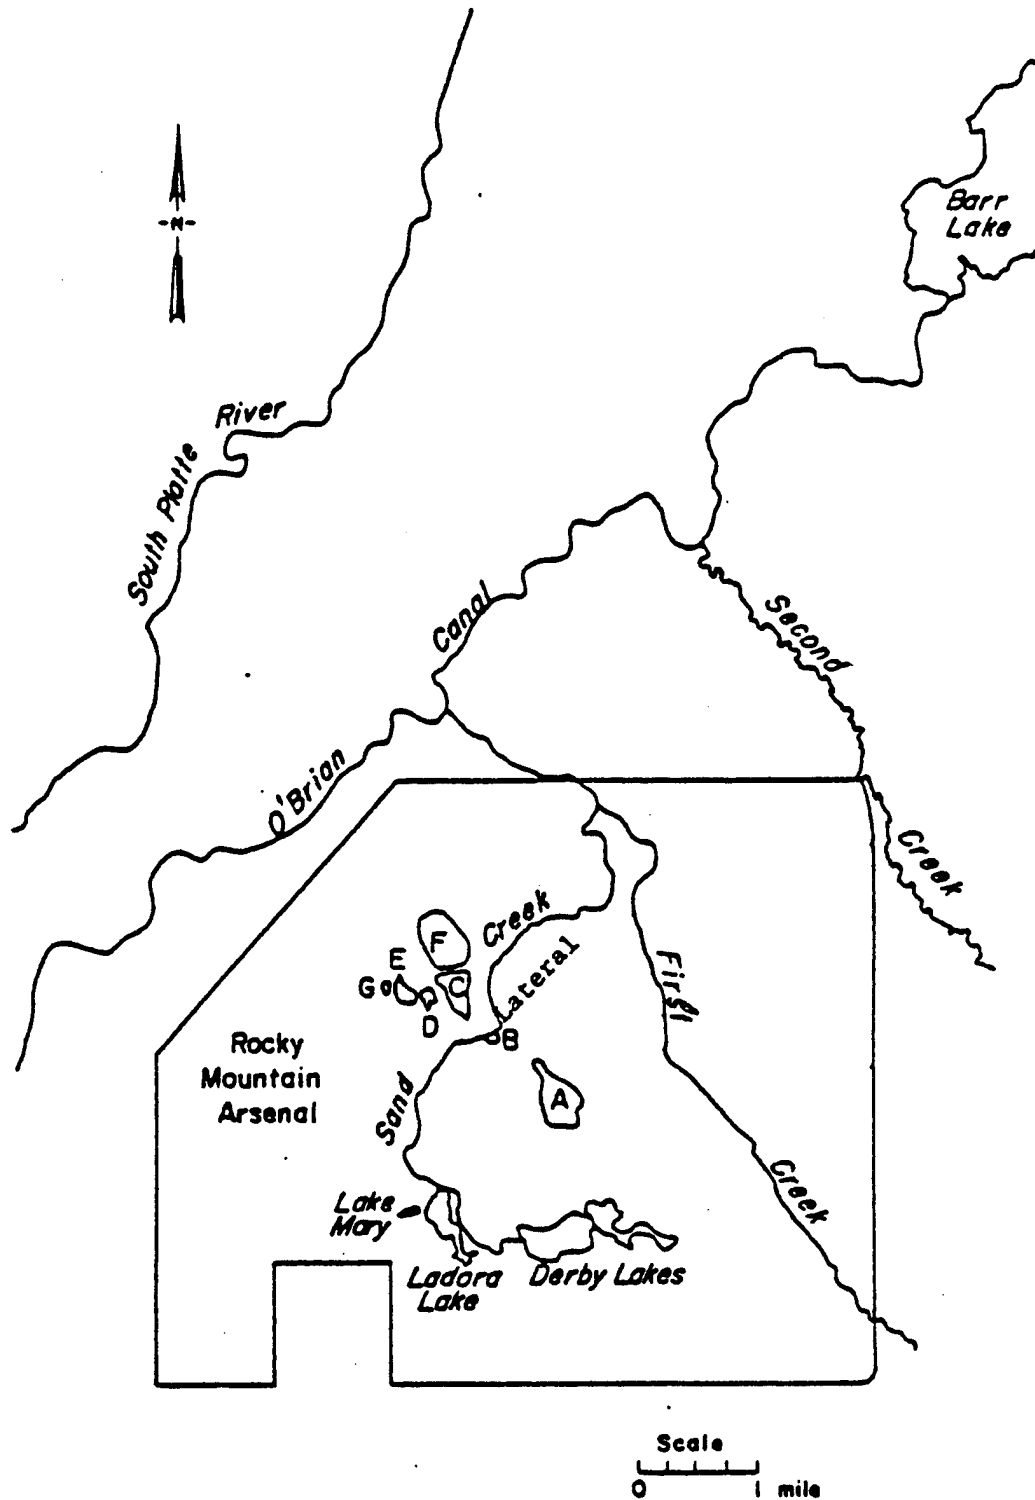 Barr
Lake
-N-
River
South Platte
Canal
Second
O'Brian
Creek
Creek
F
E
C
G
D
Lateral
First
B
Rocky
Mountain
Arsenal
A
Sand
Creek
Lake
Mary
Ladora
Lake
Derby Lakes
Scale
0 1 mile